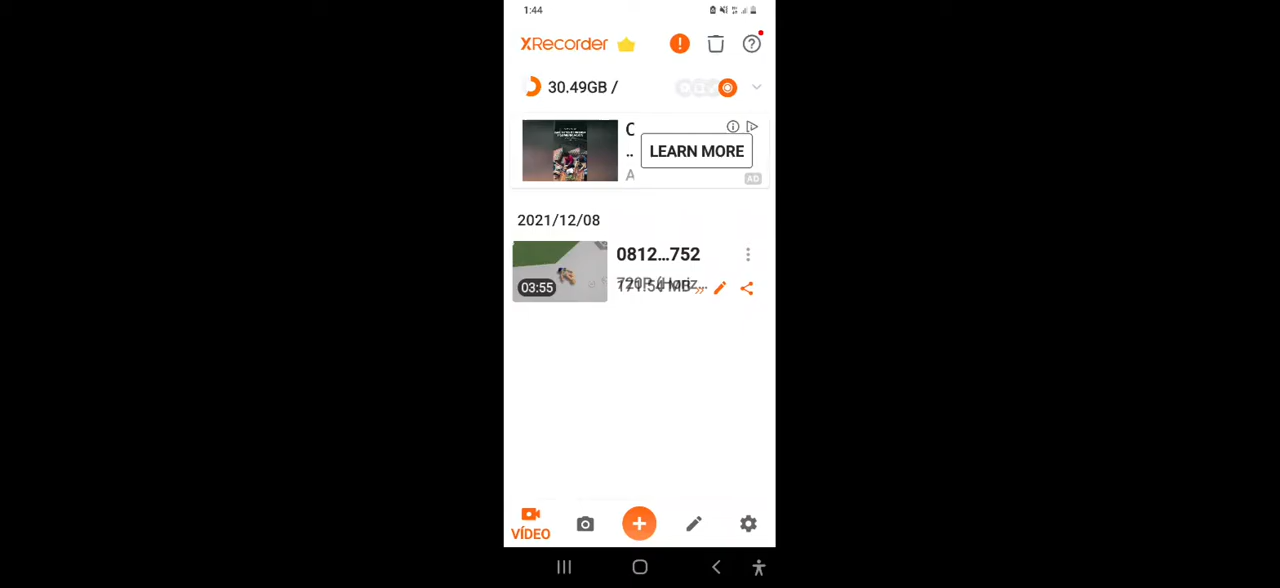 1:44
XRecorder
30.49GB /
C
..
LEARN MORE
A
AD
2021/12/08
0812...752
03:55
VÍDEO